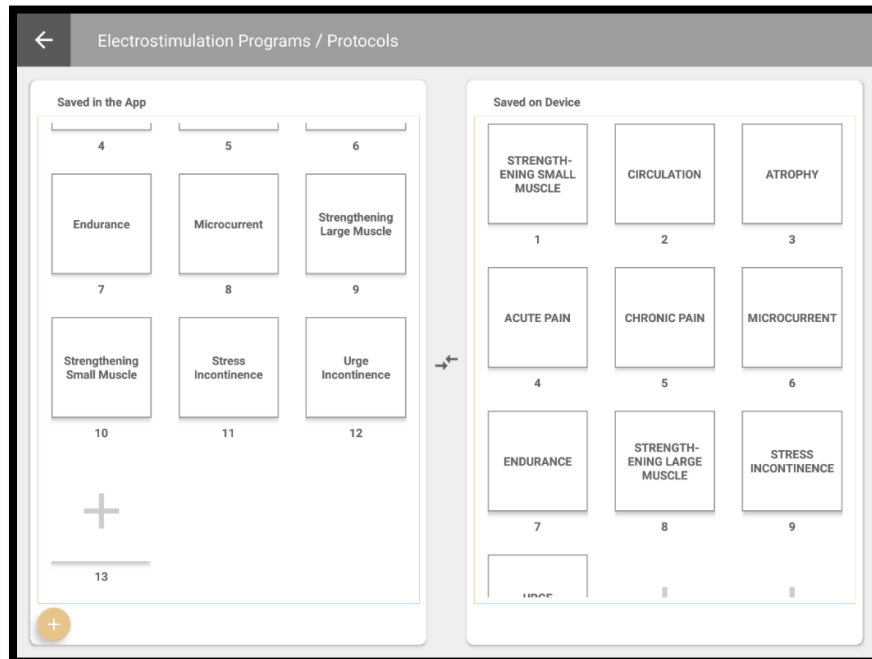 Electrostimulation Programs / Protocols
Saved in the App
4 5 6
Endurance
Microcurrent
Strengthening
Large Muscle
7 8 9
Strengthening
Small Muscle
Stress
Incontinence
Urge
Incontinence
10 11 12
13
Saved on Device
STRENGTH-
ENING SMALL
MUSCLE
CIRCULATION
ATROPHY
1 2 3
ACUTE PAIN
CHRONIC PAIN
MICROCURRENT
4 5 6
ENDURANCE
STRENGTH-
ENING LARGE
MUSCLE
STRESS
INCONTINENCE
7 8 9
URGE